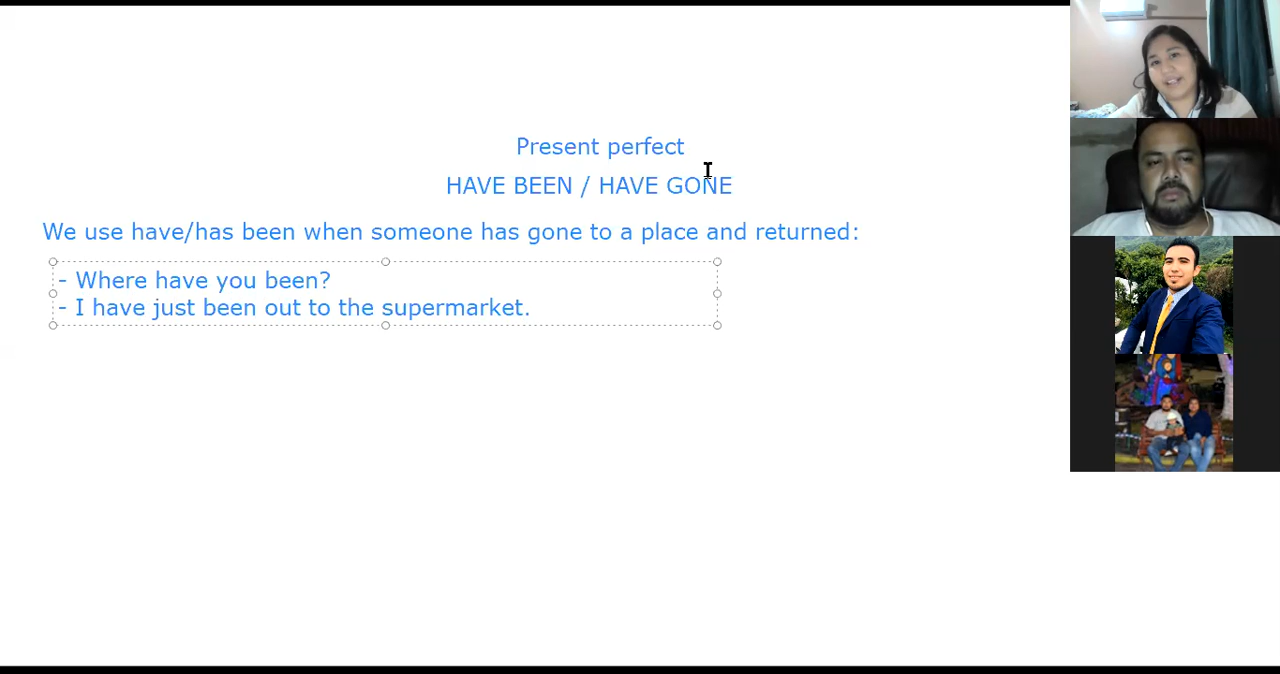 Present perfect
HAVE BEEN / HAVE GONE
We use have/has been when someone has gone to a place and returned:
- Where have you been?
- I have just been out to the supermarket.